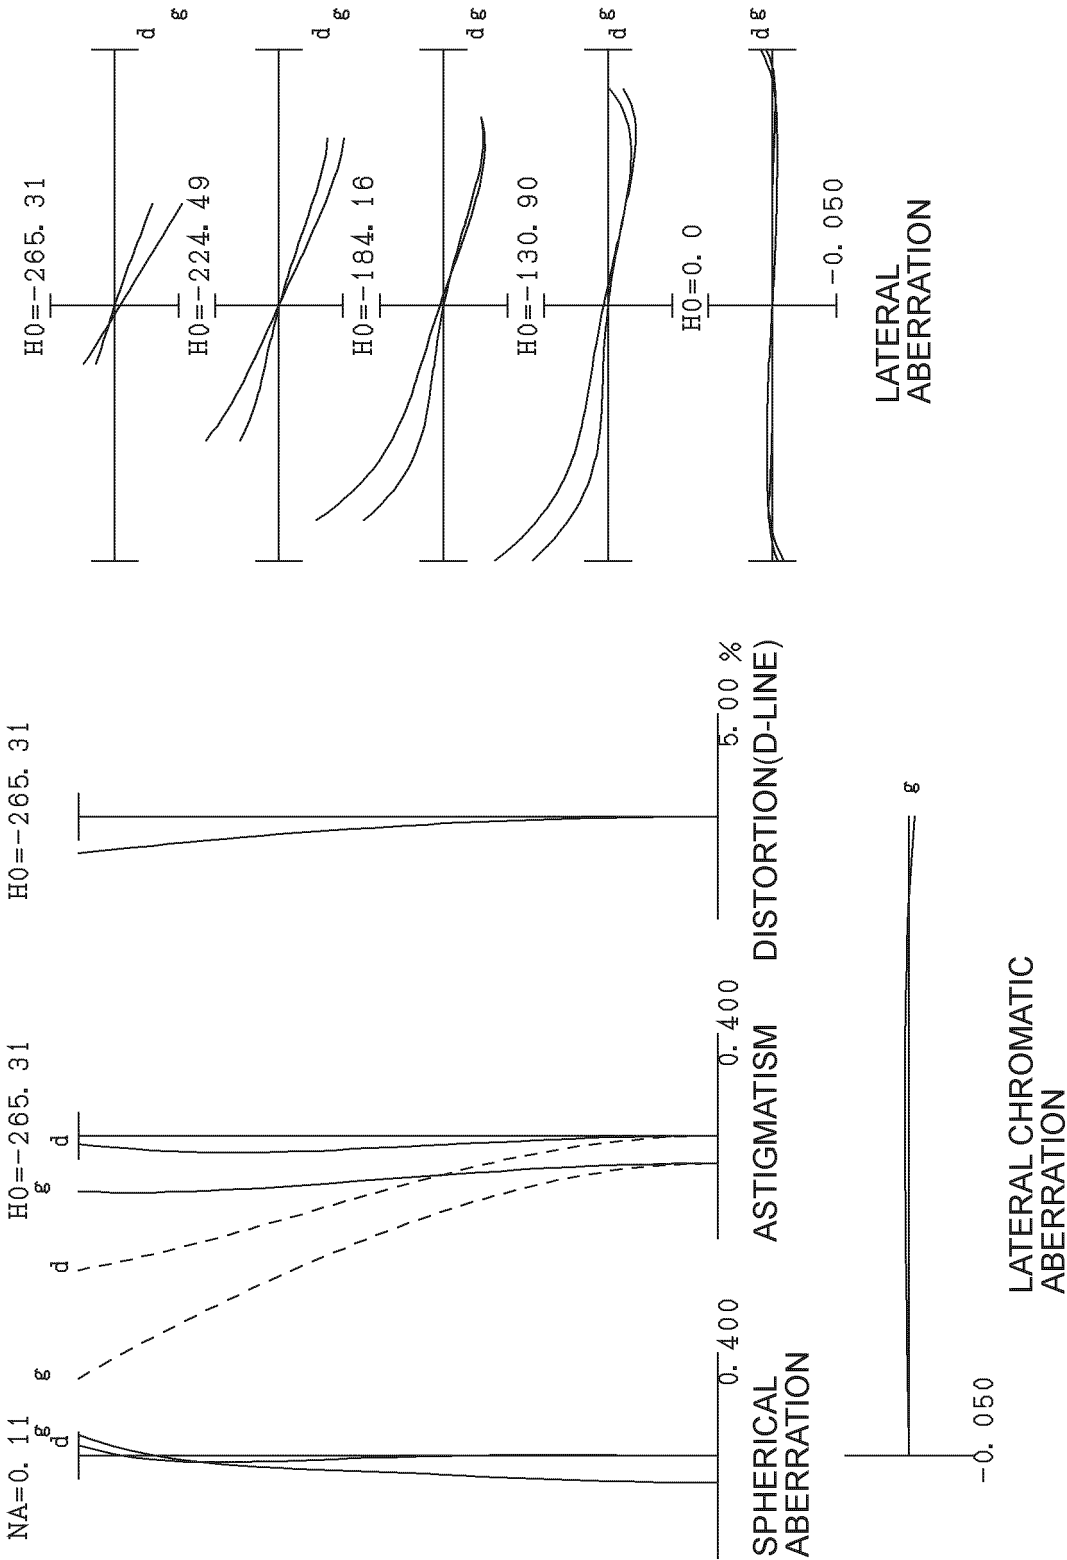 NA=0. 11
d
g
0. 400
SPHERICAL
ABERRATION
H0=-265. 31
g
d
g
d
0. 400
ASTIGMATISM
H0=-265. 31
5. 00 %
DISTORTION(D-LINE)
-0. 050
g
LATERAL CHROMATIC
ABERRATION
H0=-265. 31
d
g
H0=-224. 49
d
g
H0=-184. 16
d
g
H0=-130. 90
d
g
H0=0. 0
d
g
-0. 050
LATERAL
ABERRATION